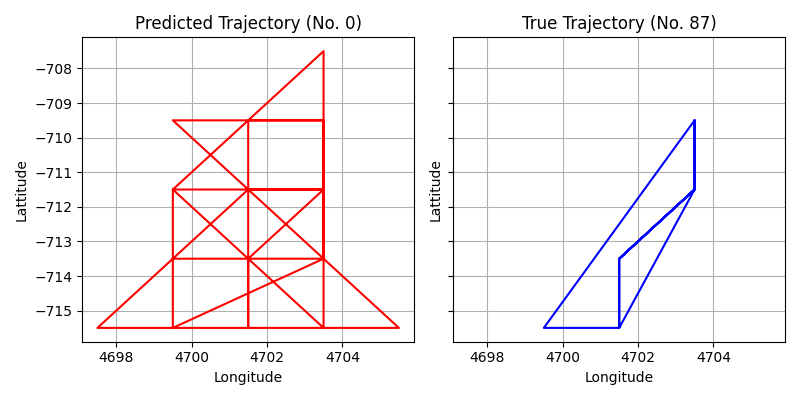 Predicted Trajectory (No. 0)
True Trajectory (No. 87)
Lattitude
−708
−709
−710
−711
−712
−713
−714
−715
4698
4700
4702
4704
Longitude
Lattitude
4698
4700
4702
4704
Longitude